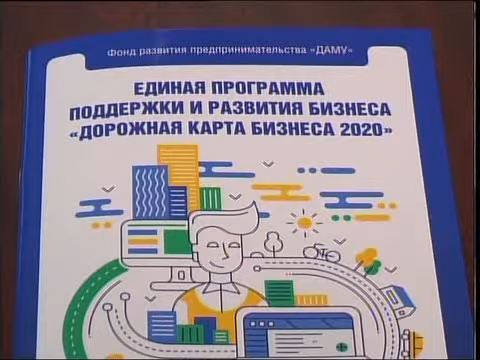 Фонд развития предпринимательства «ДАМУ»
ЕДИНАЯ ПРОГРАММА
ПОДДЕРЖКИ И РАЗВИТИЯ БИЗНЕСА
«ДОРОЖНАЯ КАРТА БИЗНЕСА 2020»